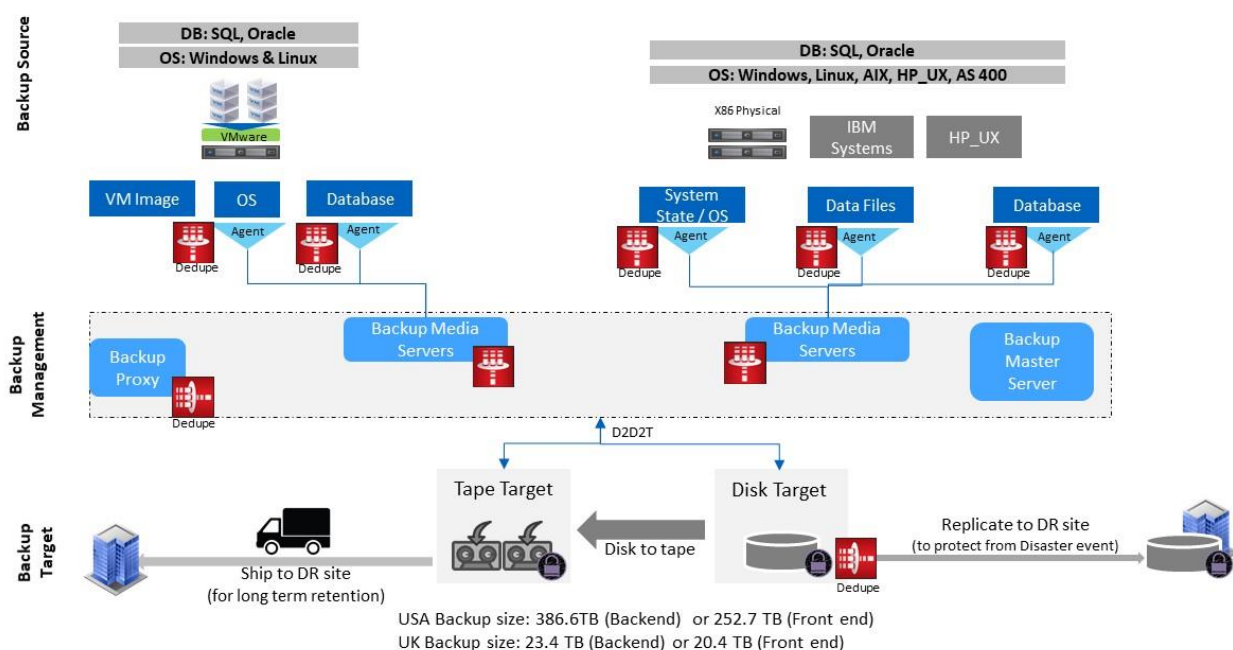 Backup Source
DB: SQL, Oracle
OS: Windows & Linux
VMware
DB: SQL, Oracle
OS: Windows, Linux, AIX, HP_UX, AS 400
X86 Physical
IBM
Systems
HP_UX
VM Image
OS
Agent
Dedupe
Database
Agent
Dedupe
System
State / OS
Agent
Dedupe
Data Files
Agent
Dedupe
Database
Agent
Dedupe
Backup
Management
Backup
Proxy
Dedupe
Backup Media
Servers
Backup Media
Servers
Backup
Master
Server
D2D2T
Backup
Target
Tape Target
Disk Target
Disk to tape
Dedupe
Ship to DR site
(for long term retention)
Replicate to DR site
(to protect from Disaster event)
USA Backup size: 386.6TB (Backend) or 252.7 TB (Front end)
UK Backup size: 23.4 TB (Backend) or 20.4 TB (Front end)